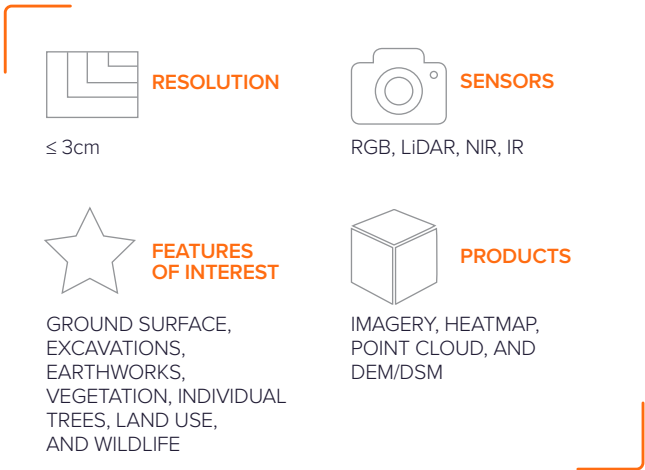 RESOLUTION
≤ 3cm
SENSORS
RGB, LiDAR, NIR, IR
FEATURES
OF INTEREST
GROUND SURFACE,
EXCAVATIONS,
EARTHWORKS,
VEGETATION, INDIVIDUAL
TREES, LAND USE,
AND WILDLIFE
PRODUCTS
IMAGERY, HEATMAP,
POINT CLOUD, AND
DEM/DSM